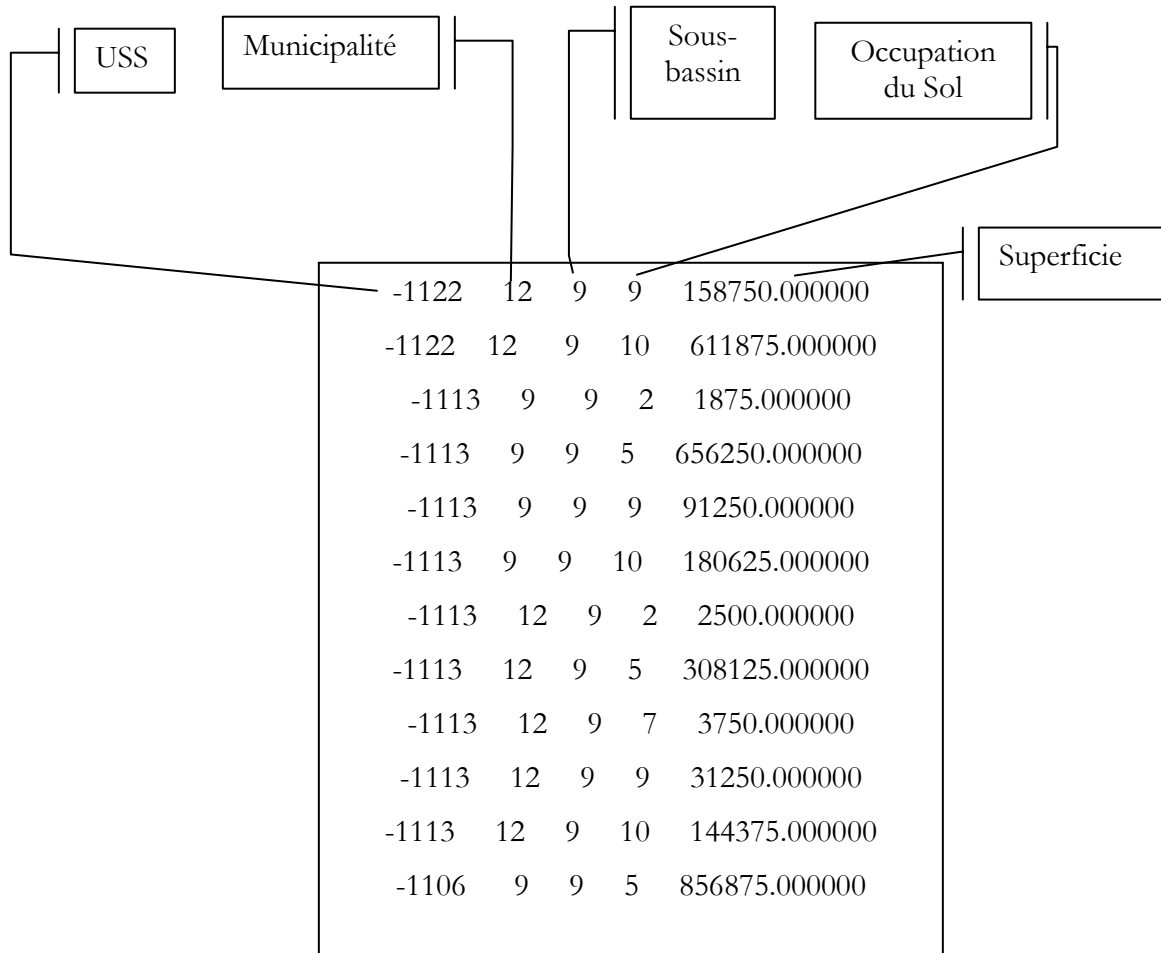 USS
Municipalité
Sous-
bassin
Occupation
du Sol
Superficie
-1122 12 9 9 158750.000000
-1122 12 9 10 611875.000000
-1113 9 9 2 1875.000000
-1113 9 9 5 656250.000000
-1113 9 9 9 91250.000000
-1113 9 9 10 180625.000000
-1113 12 9 2 2500.000000
-1113 12 9 5 308125.000000
-1113 12 9 7 3750.000000
-1113 12 9 9 31250.000000
-1113 12 9 10 144375.000000
-1106 9 9 5 856875.000000